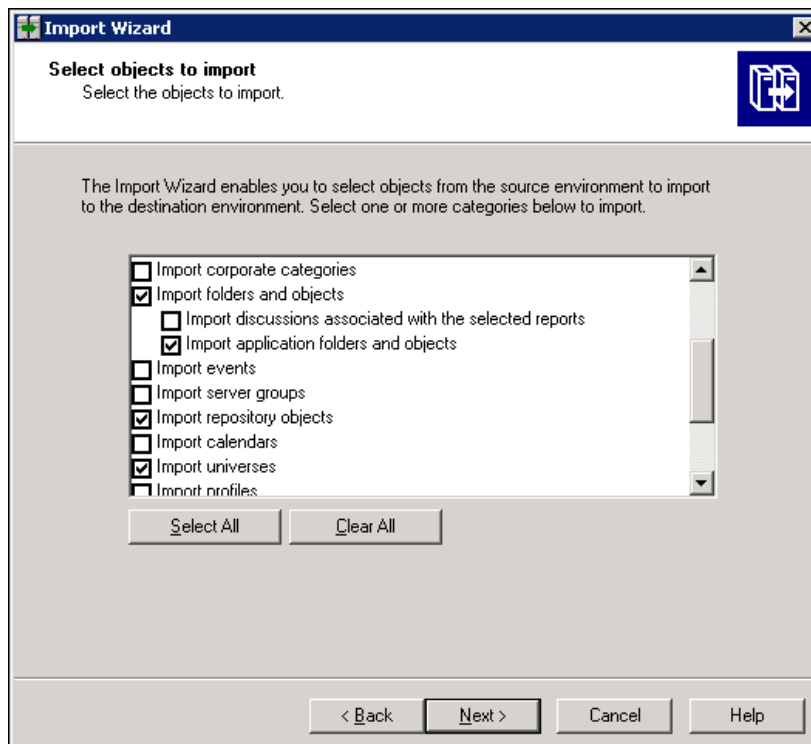 Import Wizard
Select objects to import
Select the objects to import.
The Import Wizard enables you to select objects from the source environment to import
to the destination environment. Select one or more categories below to import.
Import corporate categories
Import folders and objects
Import discussions associated with the selected reports
Import application folders and objects
Import events
Import server groups
Import repository objects
Import calendars
Import universes
Import profiles
Select All
Clear All
< Back
Next >
Cancel
Help